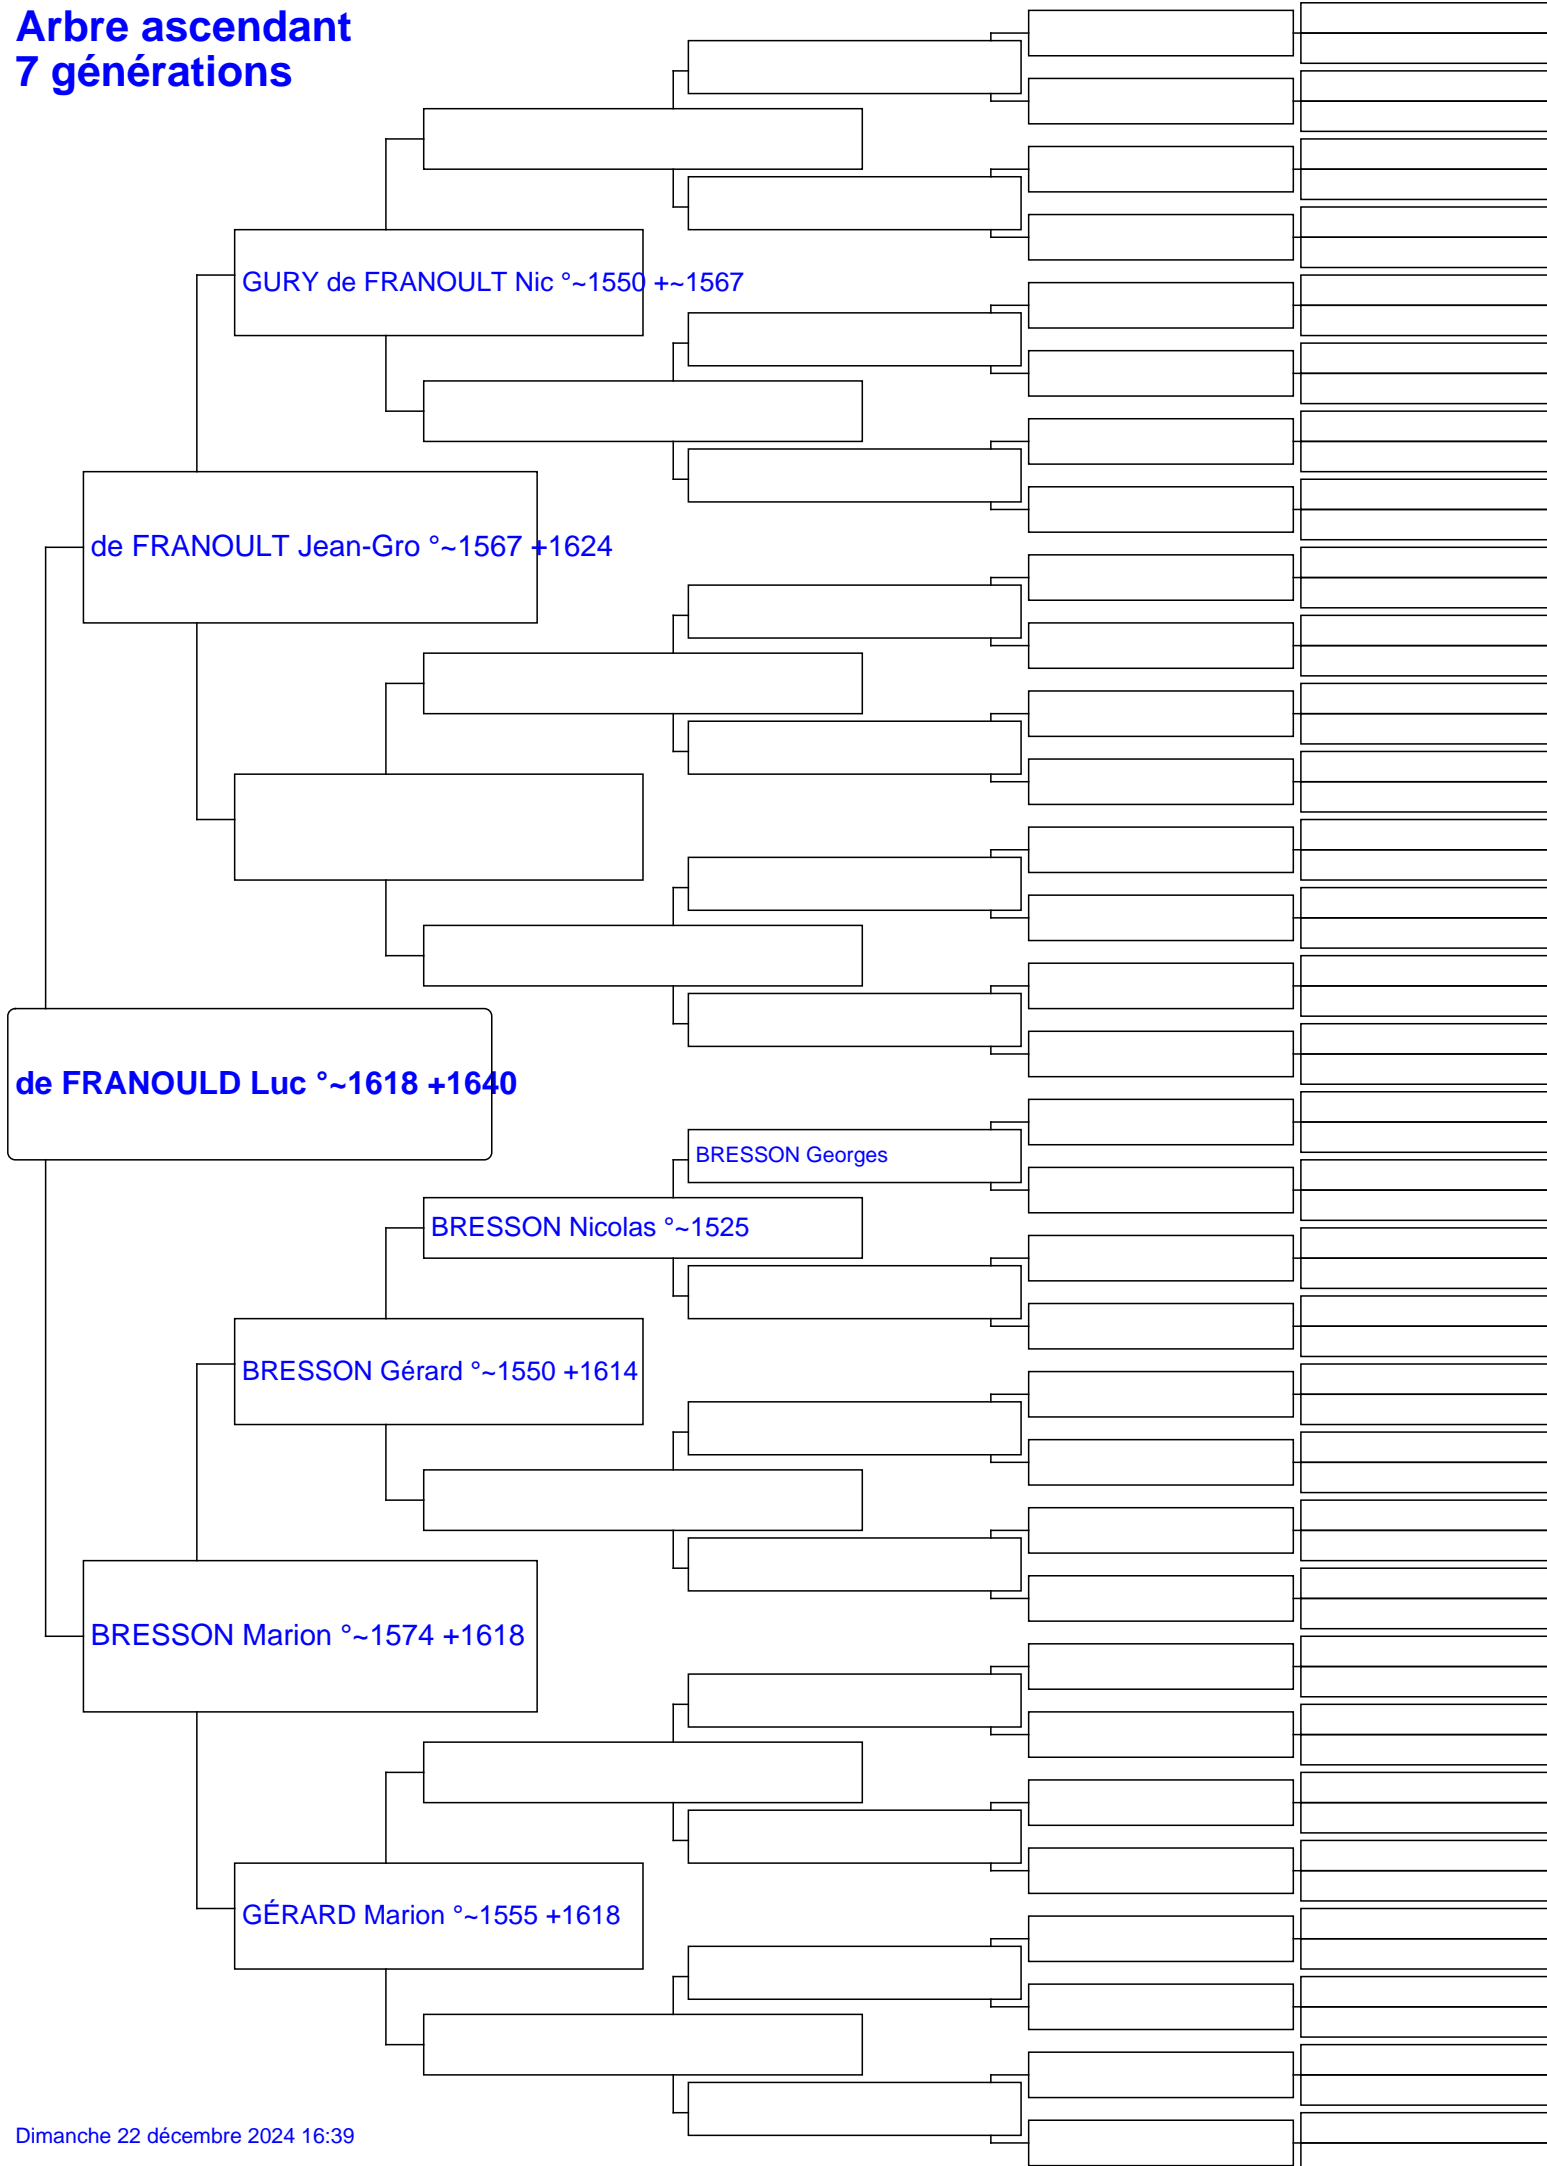 Arbre ascendant
7 générations
GURY de FRANOULT Nic °~1550 +~1567
de FRANOULT Jean-Gro °~1567 +1624
de FRANOULD Luc °~1618 +1640
BRESSON Georges
BRESSON Nicolas °~1525
BRESSON Gérard °~1550 +1614
BRESSON Marion °~1574 +1618
GÉRARD Marion °~1555 +1618
Dimanche 22 décembre 2024 16:39